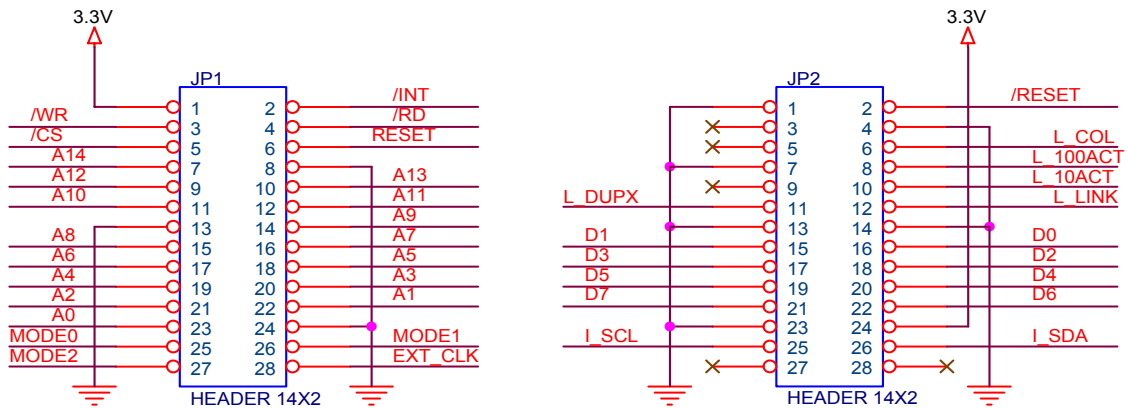 3.3V 3.3V
JP1 JP2
/INT
1 2 1 2 /RESET
/WR /RD
3 4 3 4
/CS RESET L_COL
5 6 5 6
A14 L_100ACT
7 8 7 8
A12 A13 L_10ACT
9 10 9 10
A10 A11 L_DUPX L_LINK
11 12 11 12
A9
13 14 13 14
A8 A7 D1 D0
15 16 15 16
A6 A5 D3 D2
17 18 17 18
A4 A3 D5 D4
19 20 19 20
A2 A1 D7 D6
21 22 21 22
A0
23 24 23 24
MODE0 MODE1 I_SCL I_SDA
25 26 25 26
MODE2 EXT_CLK
27 28 27 28
HEADER 14X2 HEADER 14X2